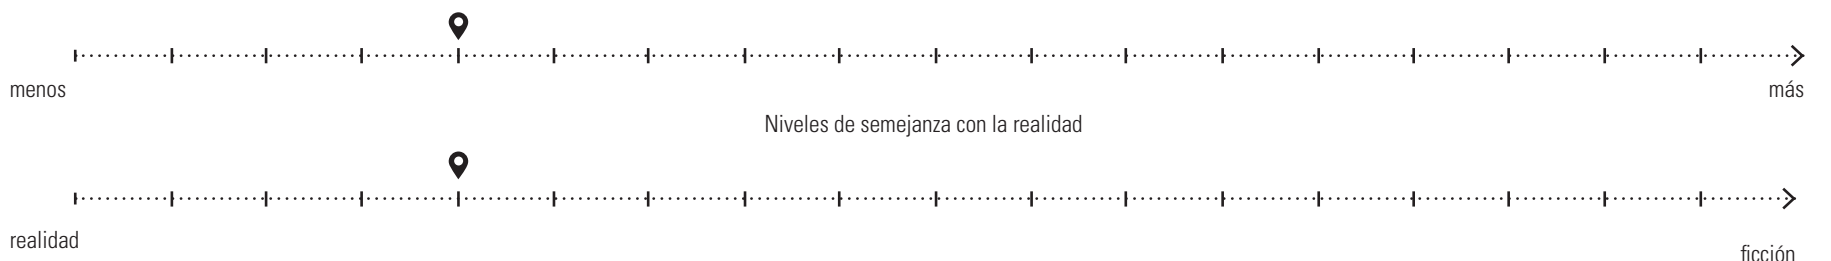 menos
más
Niveles de semejanza con la realidad
realidad
ficción